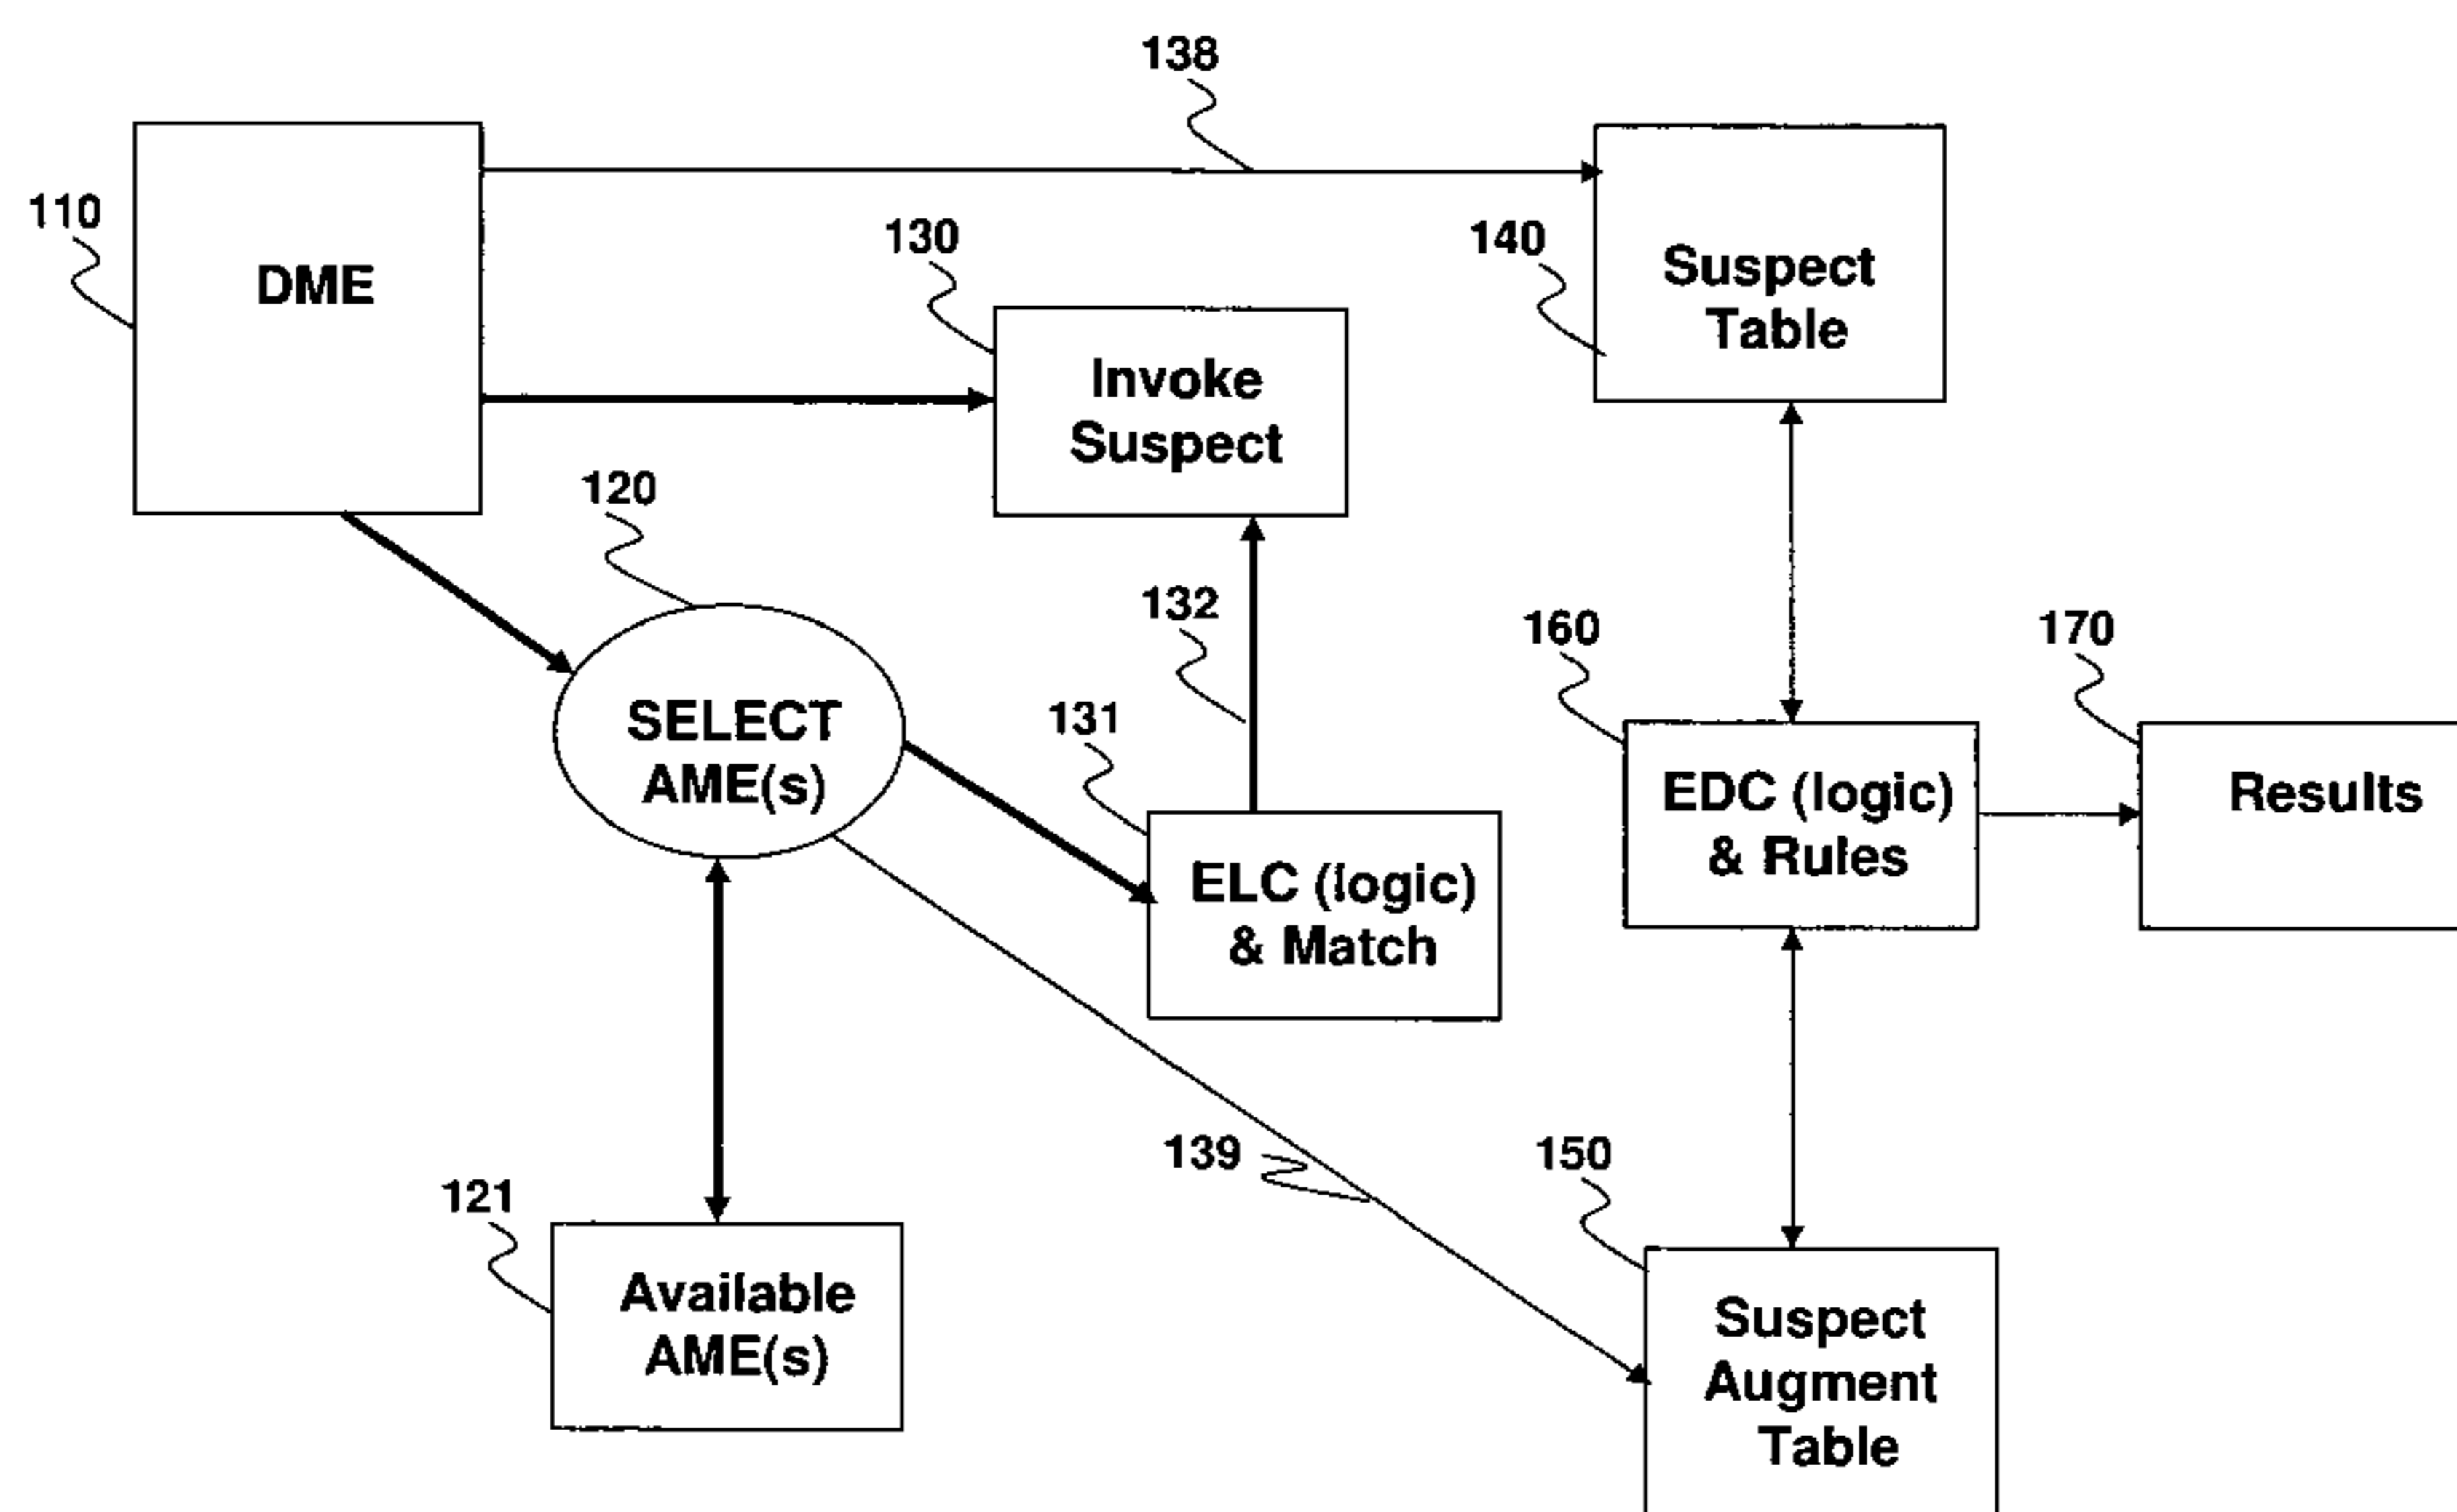 138
110
DME
130
140
Suspect
Table
Invoke
Suspect
120
132
160
170
131
SELECT
AME(s)
EDC (logic)
& Rules
Results
ELC (logic)
& Match
139
150
121
Available
AME(s)
Suspect
Augment
Table